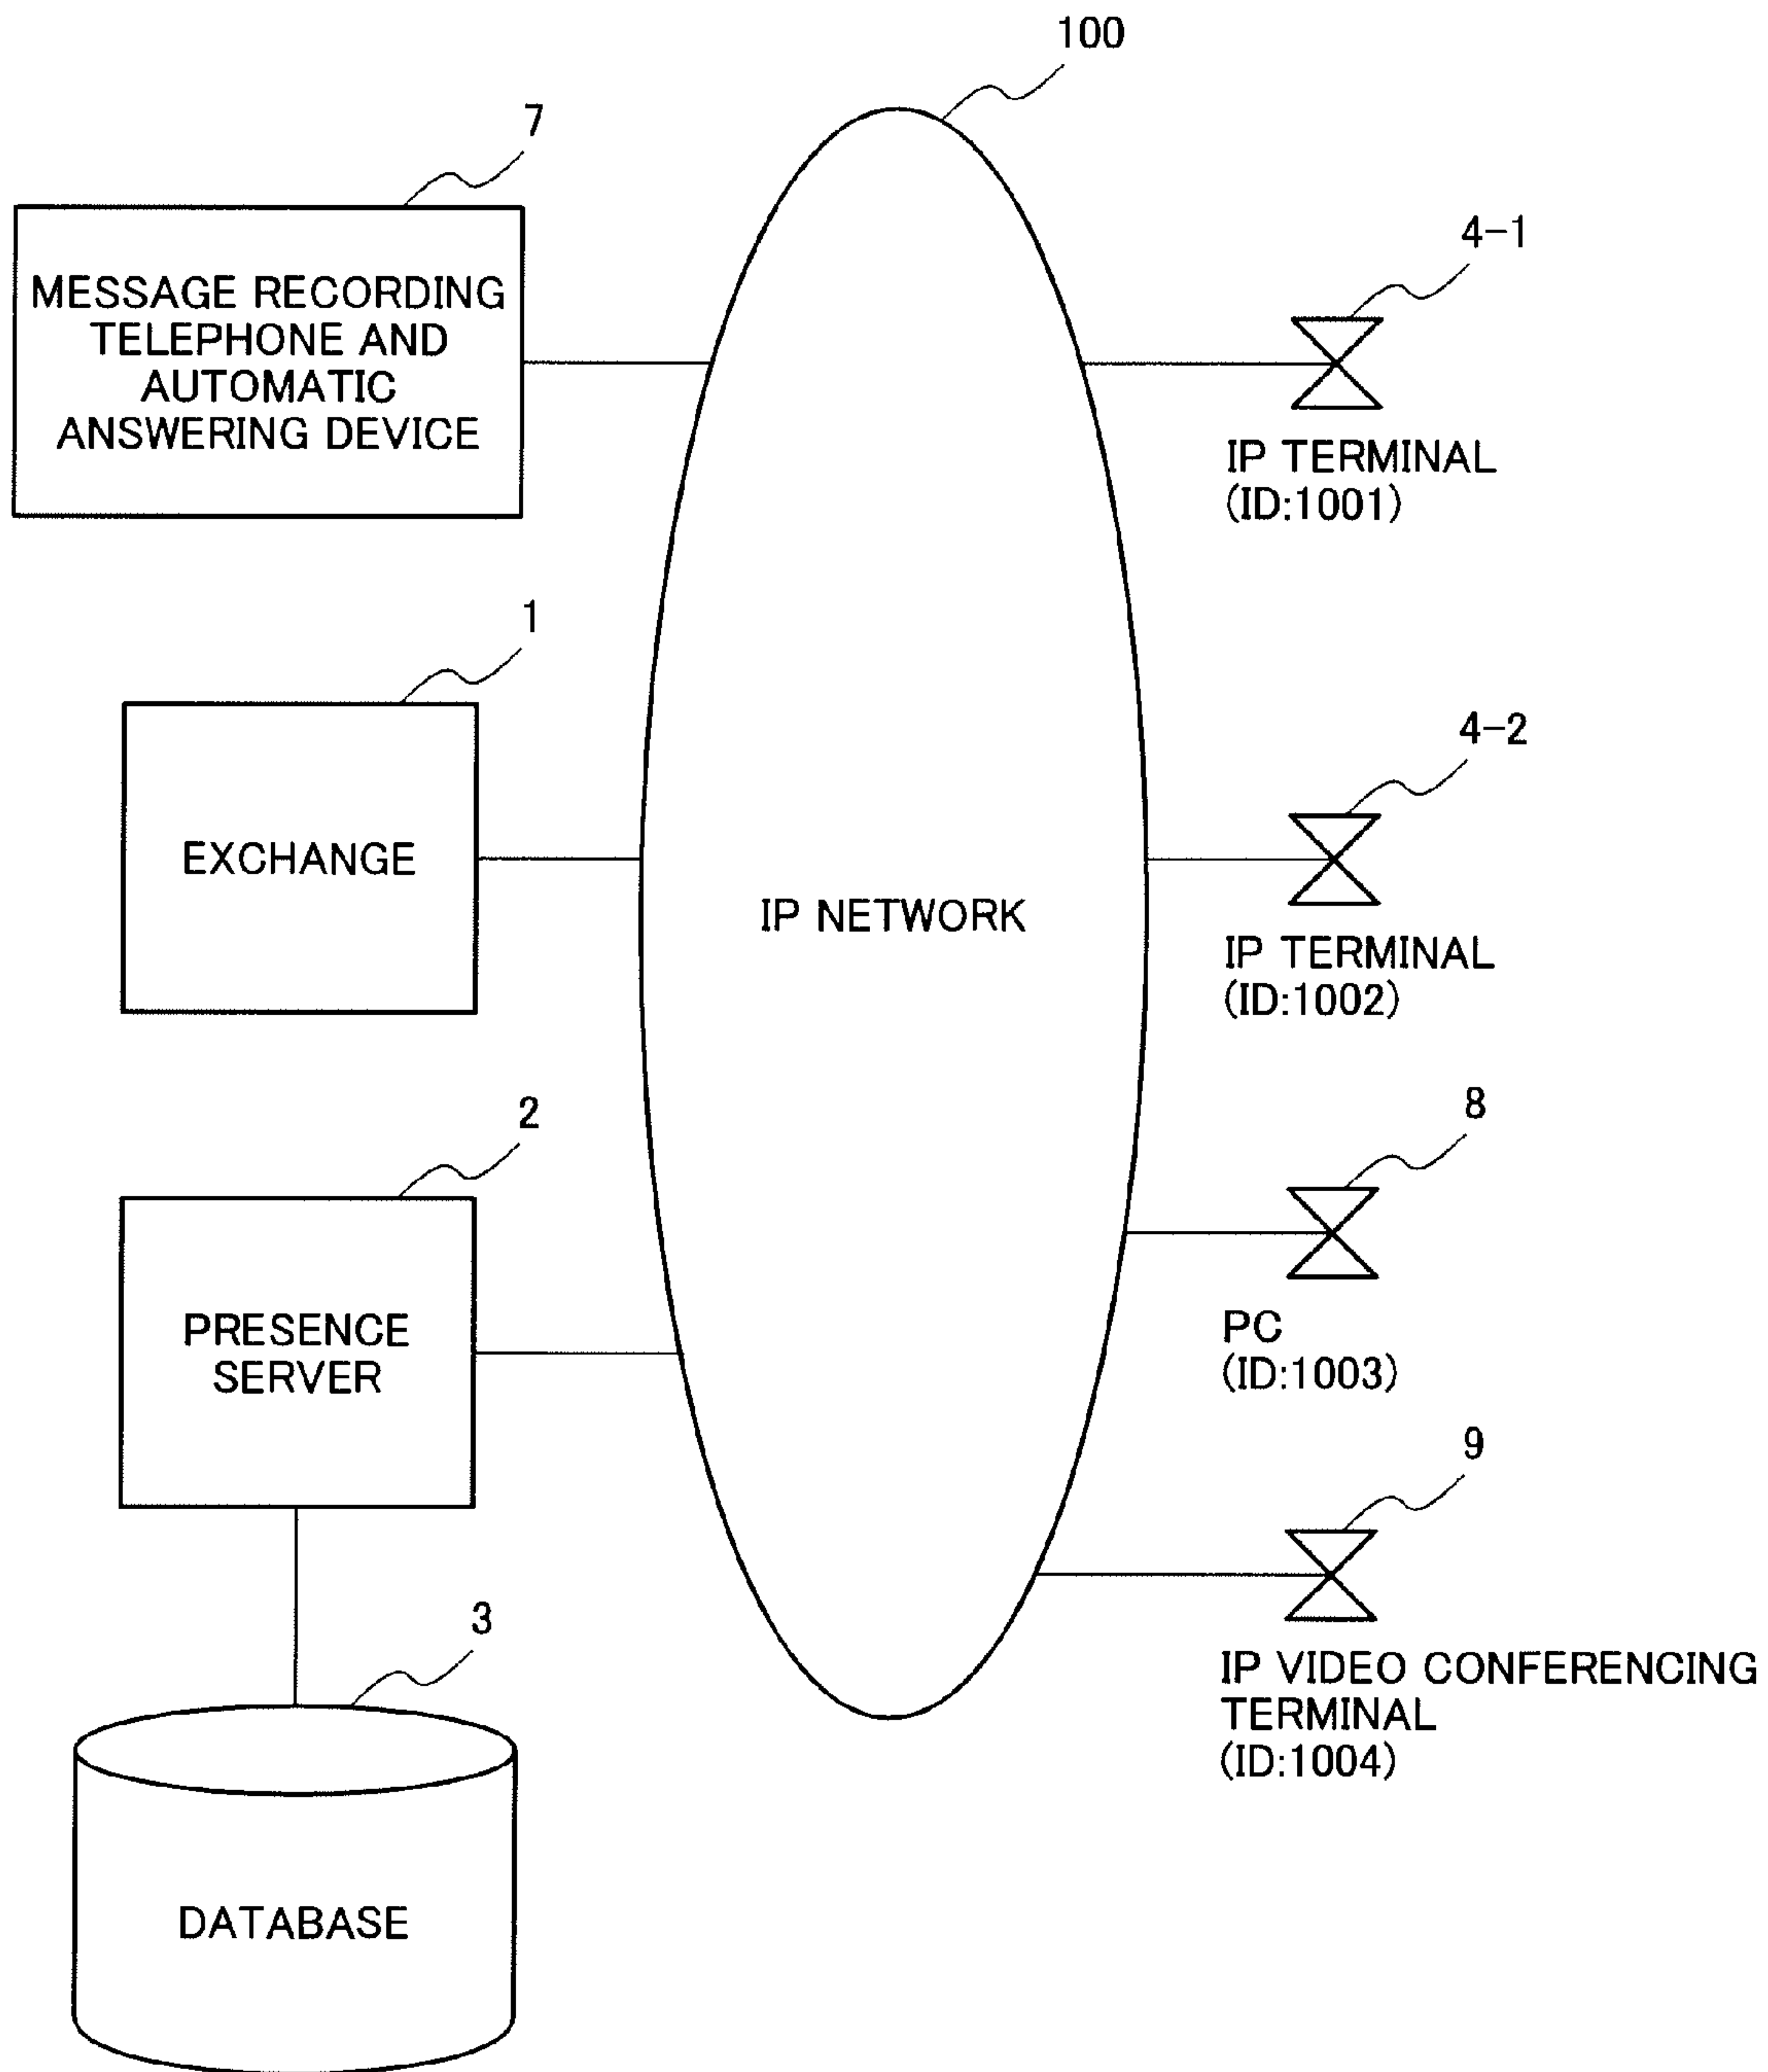 100
7
MESSAGE RECORDING
TELEPHONE AND
AUTOMATIC
ANSWERING DEVICE
4-1
IP TERMINAL
(ID:1001)
1
EXCHANGE
IP NETWORK
4-2
IP TERMINAL
(ID:1002)
2
PRESENCE
SERVER
8
PC
(ID:1003)
9
IP VIDEO CONFERENCING
TERMINAL
(ID:1004)
3
DATABASE